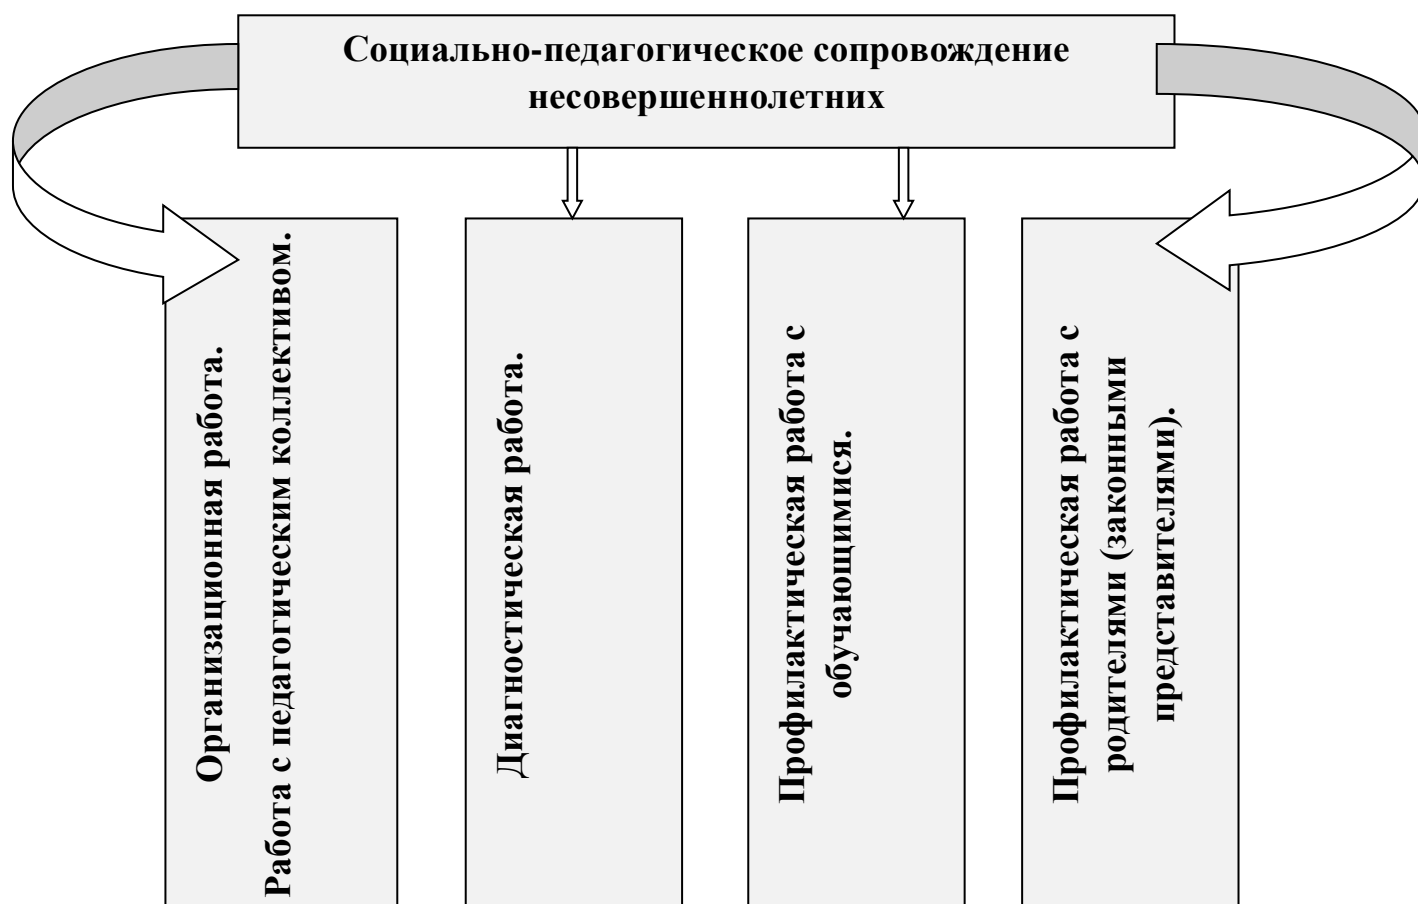 Социально-педагогическое сопровождение
несовершеннолетних
Организационная работа.
Работа с педагогическим коллективом.
Диагностическая работа.
Профилактическая работа с
обучающимися.
Профилактическая работа с
родителями (законными
представителями).